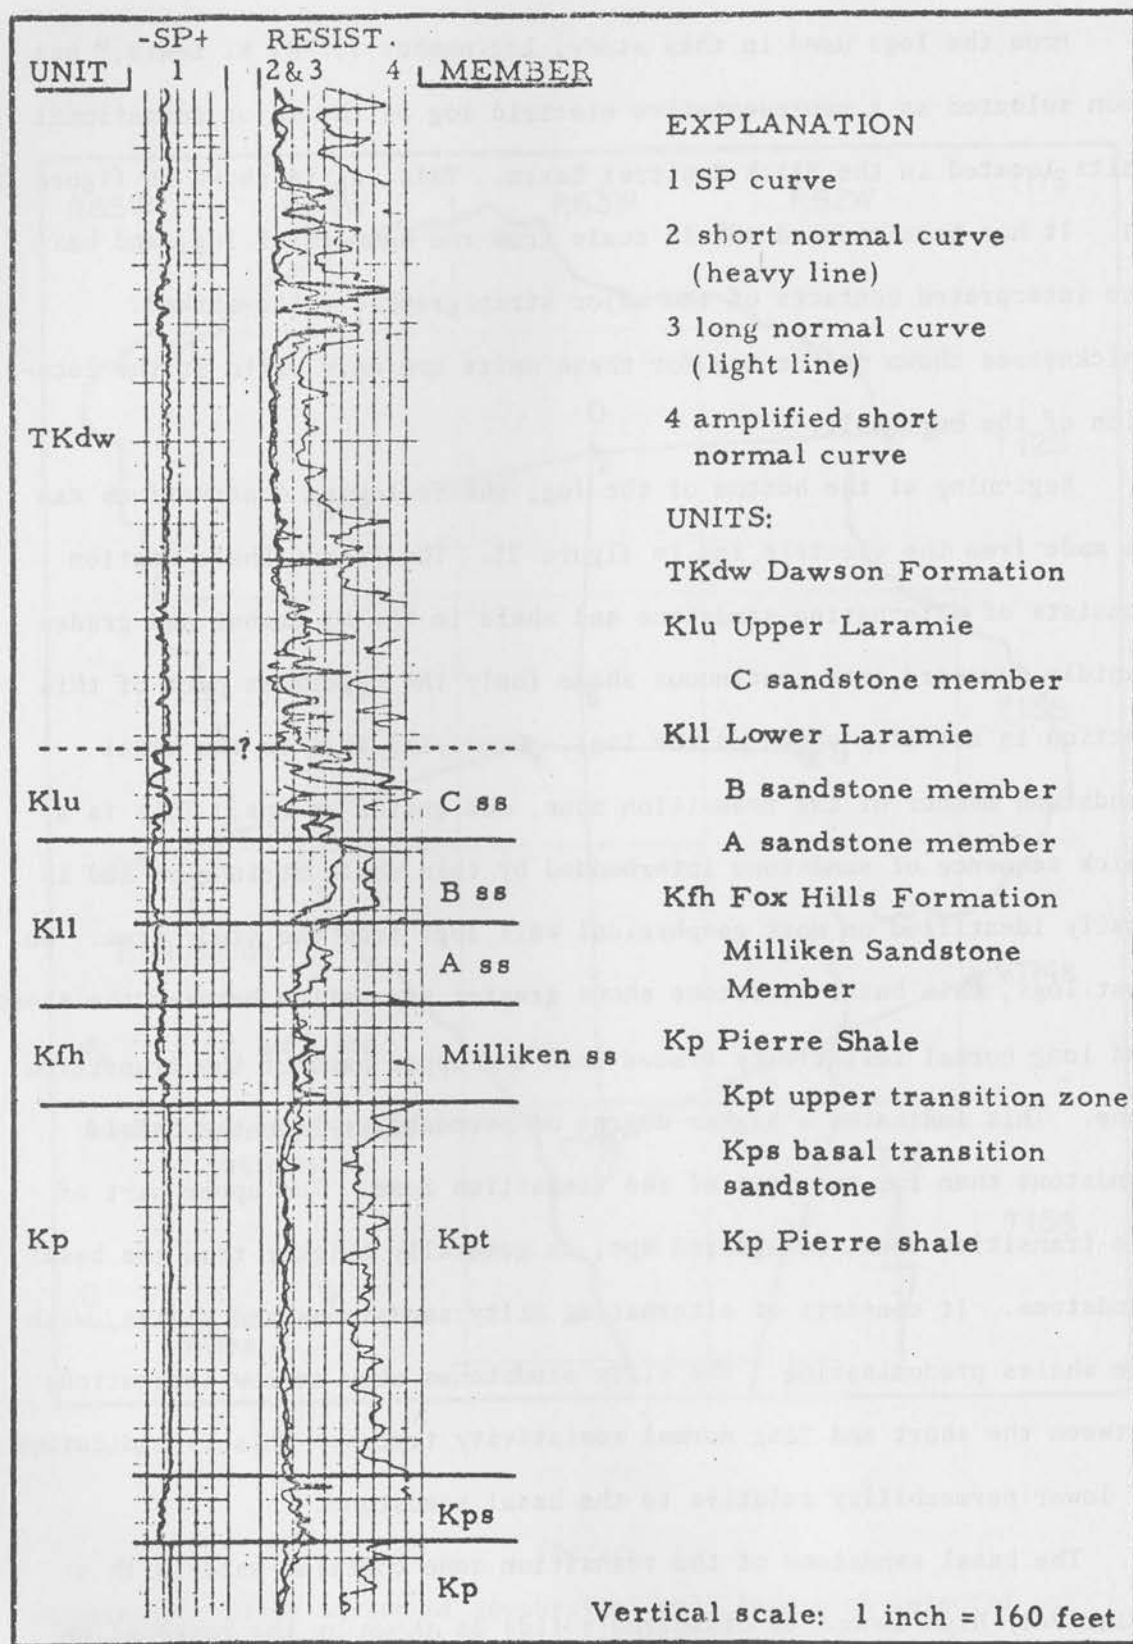 -SP+ RESIST.
UNIT 1 2&3 4 MEMBER
TKdw
?
Klu C ss
B ss
Kll
A ss
Kfh Milliken ss
Kp Kpt
Kps
Kp
EXPLANATION
1 SP curve
2 short normal curve
(heavy line)
3 long normal curve
(light line)
4 amplified short
normal curve
UNITS:
TKdw Dawson Formation
Klu Upper Laramie
C sandstone member
Kll Lower Laramie
B sandstone member
A sandstone member
Kfh Fox Hills Formation
Milliken Sandstone
Member
Kp Pierre Shale
Kpt upper transition zone
Kps basal transition
sandstone
Kp Pierre shale
Vertical scale: 1 inch = 160 feet